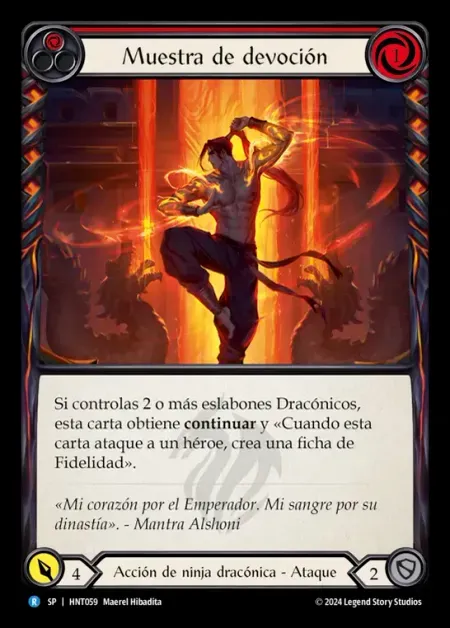 Muestra de devoción
1
Si controlas 2 o más eslabones Dracónicos,
esta carta obtiene continuar y «Cuando esta
carta ataque a un héroe, crea una ficha de
Fidelidad».
«Mi corazón por el Emperador. Mi sangre por su
dinastía». - Mantra Alshoni
4
Acción de ninja dracónica - Ataque
2
R SP | HNT059 Maerel Hibadita
© 2024 Legend Story Studios